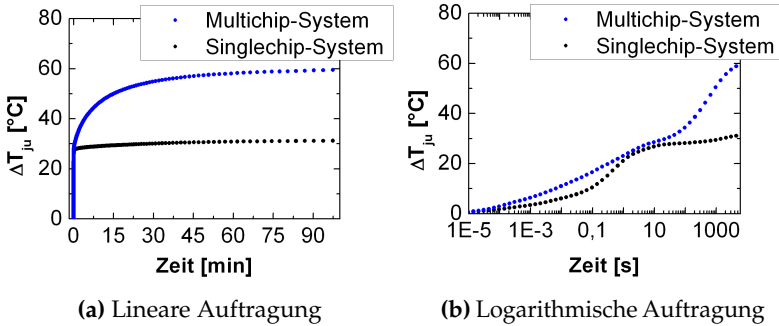 Multichip-System
Singlechip-System
80
60
40
20
0
ΔTju [°C]
0 15 30 45 60 75 90
Zeit [min]
(a) Lineare Auftragung
Multichip-System
Singlechip-System
80
60
40
20
0
ΔTju [°C]
1E-5 1E-3 0,1 10 1000
Zeit [s]
(b) Logarithmische Auftragung